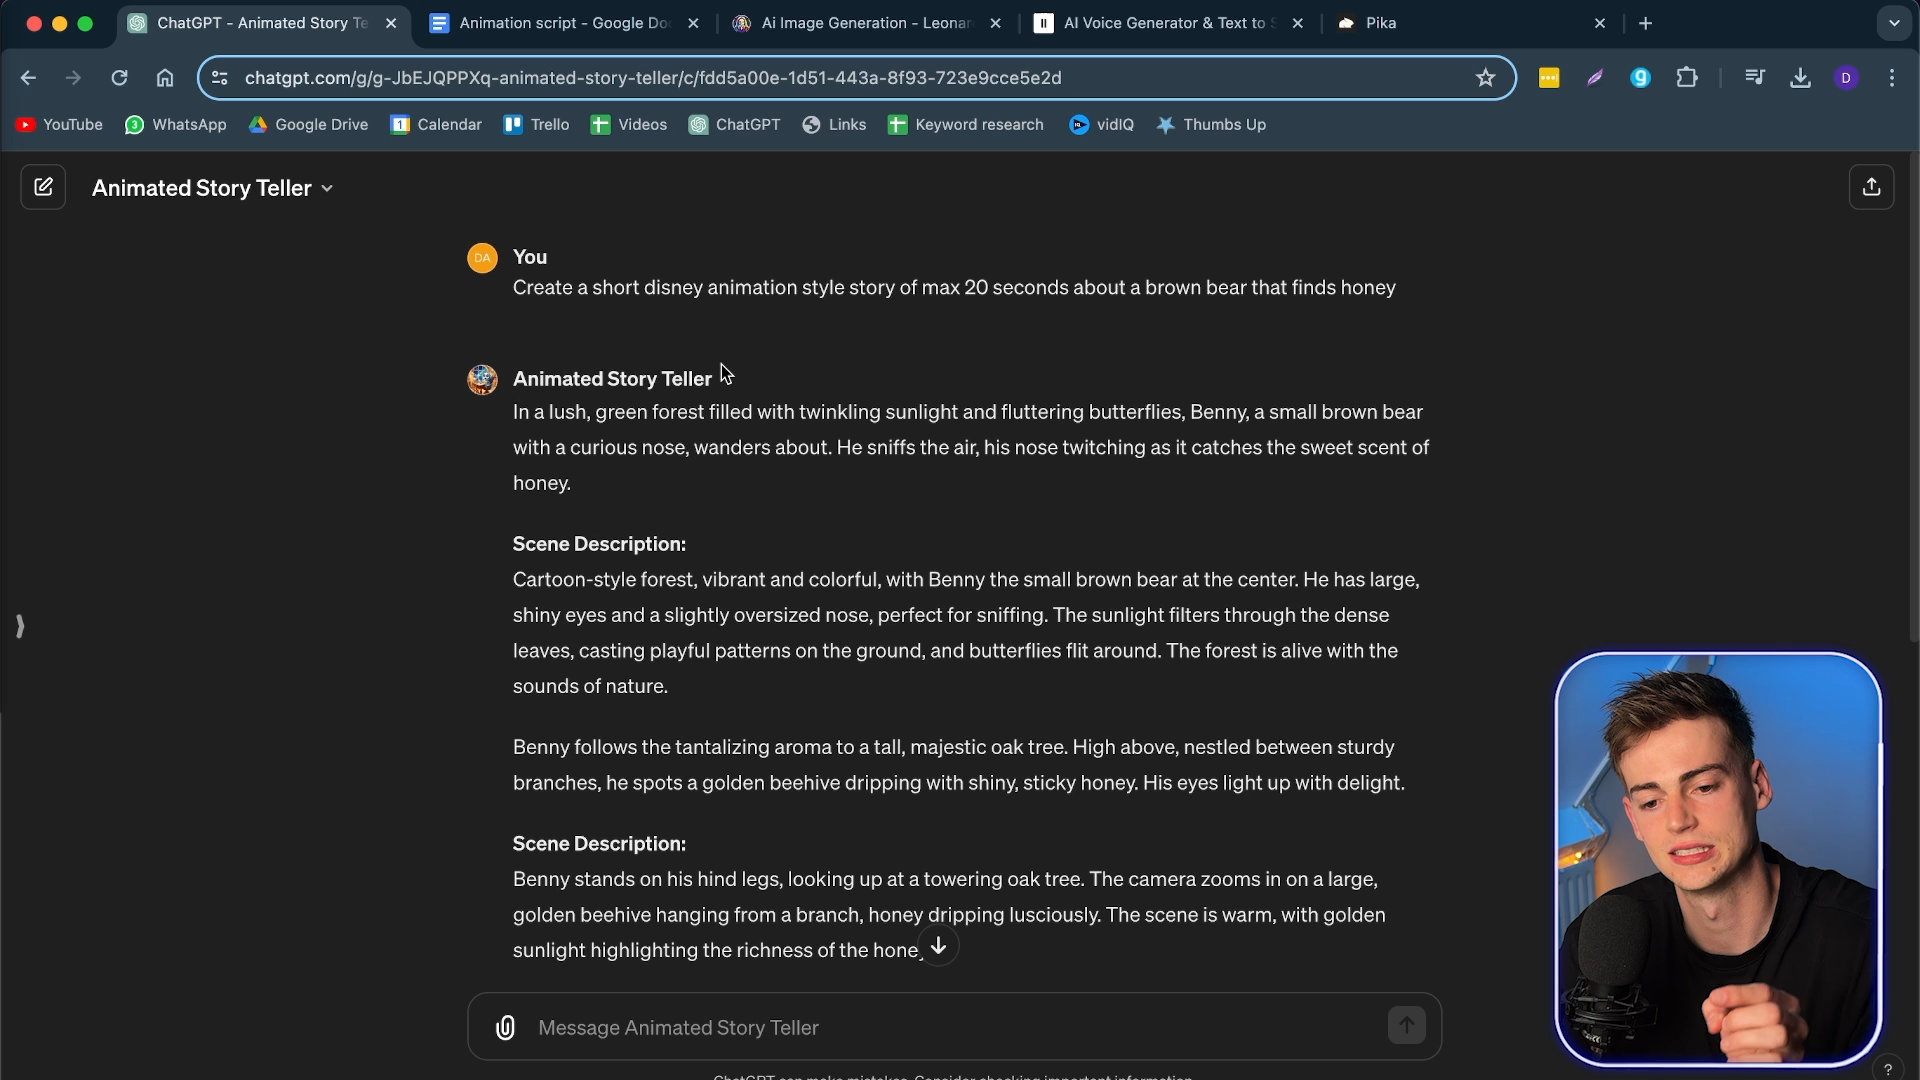 ChatGPT - Animated Story Te
Animation script - Google Do
Ai Image Generation - Leonar
AI Voice Generator & Text to S
Pika
chatgpt.com/g/g-JbEJQPPXq-animated-story-teller/c/fdd5a00e-1d51-443a-8f93-723e9cce5e2d
D
YouTube
3
WhatsApp
Google Drive
1
Calendar
Trello
Videos
ChatGPT
Links
Keyword research
vidIQ
Thumbs Up
Animated Story Teller
DA
You
Create a short disney animation style story of max 20 seconds about a brown bear that finds honey
Animated Story Teller
In a lush, green forest filled with twinkling sunlight and fluttering butterflies, Benny, a small brown bear
with a curious nose, wanders about. He sniffs the air, his nose twitching as it catches the sweet scent of
honey.
Scene Description:
Cartoon-style forest, vibrant and colorful, with Benny the small brown bear at the center. He has large,
shiny eyes and a slightly oversized nose, perfect for sniffing. The sunlight filters through the dense
leaves, casting playful patterns on the ground, and butterflies flit around. The forest is alive with the
sounds of nature.
Benny follows the tantalizing aroma to a tall, majestic oak tree. High above, nestled between sturdy
branches, he spots a golden beehive dripping with shiny, sticky honey. His eyes light up with delight.
Scene Description:
Benny stands on his hind legs, looking up at a towering oak tree. The camera zooms in on a large,
golden beehive hanging from a branch, honey dripping lusciously. The scene is warm, with golden
sunlight highlighting the richness of the hone
Message Animated Story Teller
ChatGPT can make mistakes. Consider checking important information.
?